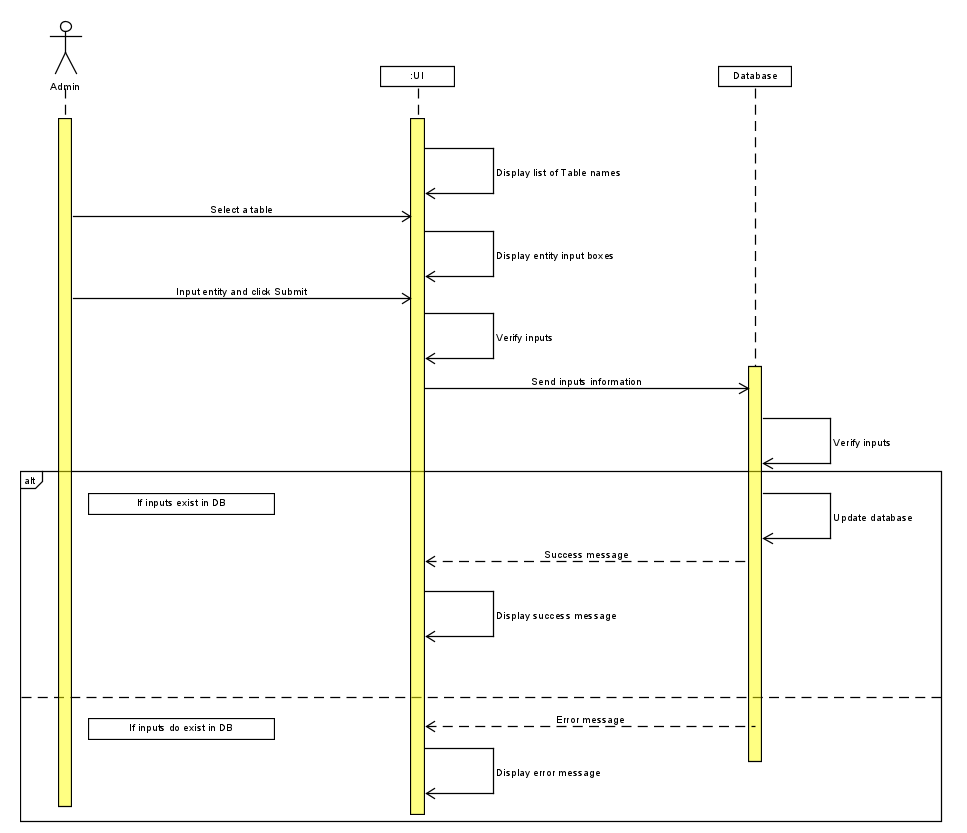 Admin
:UI
Database
Display list of Table names
Select a table
Display entity input boxes
Input entity and click Submit
Verify inputs
Send inputs information
Verify inputs
alt
If inputs exist in DB
Update database
Success message
Display success message
If inputs do exist in DB
Error message
Display error message